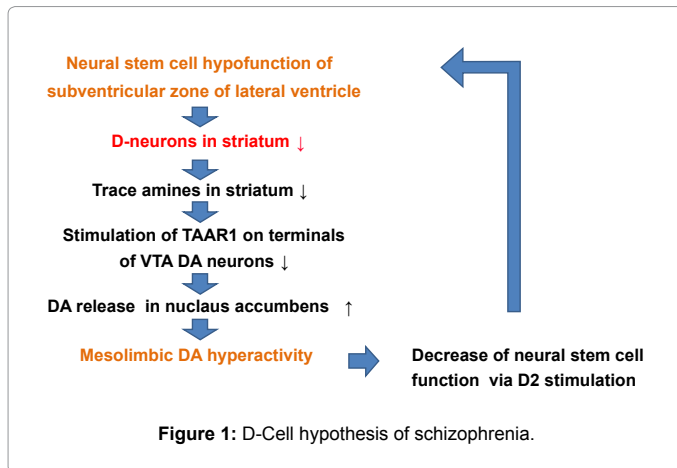 Neural stem cell hypofunction of
subventricular zone of lateral ventricle
D-neurons in striatum ↓
Trace amines in striatum ↓
Stimulation of TAAR1 on terminals
of VTA DA neurons ↓
DA release in nuclaus accumbens ↑
Mesolimbic DA hyperactivity
Decrease of neural stem cell
function via D2 stimulation
Figure 1: D-Cell hypothesis of schizophrenia.